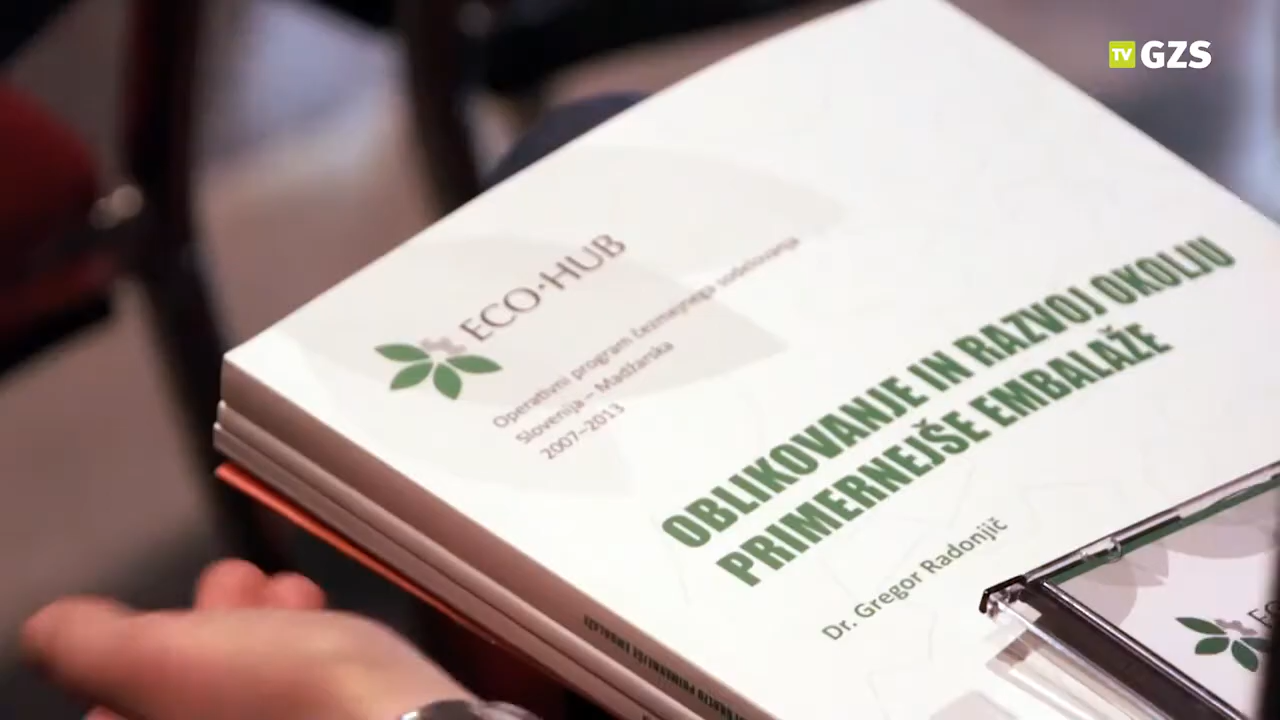 TV GZS
ECO·HUB
Operativni program čezmejnega sodelovanja
Slovenija – Madžarska
2007–2013
OBLIKOVANJE IN RAZVOJ OKOLJU
PRIMERNEJŠE EMBALAŽE
Dr. Gregor Radonjič